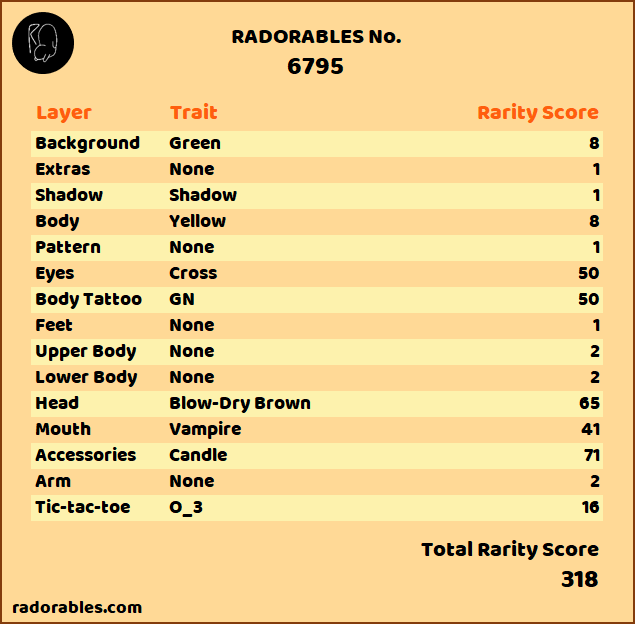 RADORABLES No.
6795
Layer Trait Rarity Score
Background Green 8
Extras None 1
Shadow Shadow 1
Body Yellow 8
Pattern None 1
Eyes Cross 50
Body Tattoo GN 50
Feet None 1
Upper Body None 2
Lower Body None 2
Head Blow-Dry Brown 65
Mouth Vampire 41
Accessories Candle 71
Arm None 2
Tic-tac-toe O_3 16
Total Rarity Score
318
radorables.com